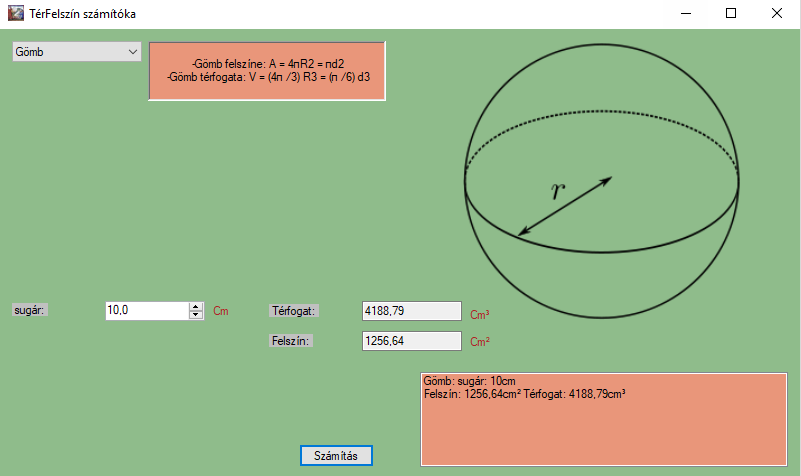 TérFelszín számítóka
Gömb
-Gömb felszíne: A = 4πR2 = πd2
-Gömb térfogata: V = (4π /3) R3 = (π /6) d3
r
sugár: 10,0 Cm Térfogat: 4188,79 Cm³
Felszín: 1256,64 Cm²
Gömb: sugár: 10cm
Felszín: 1256,64cm² Térfogat: 4188,79cm³
Számítás